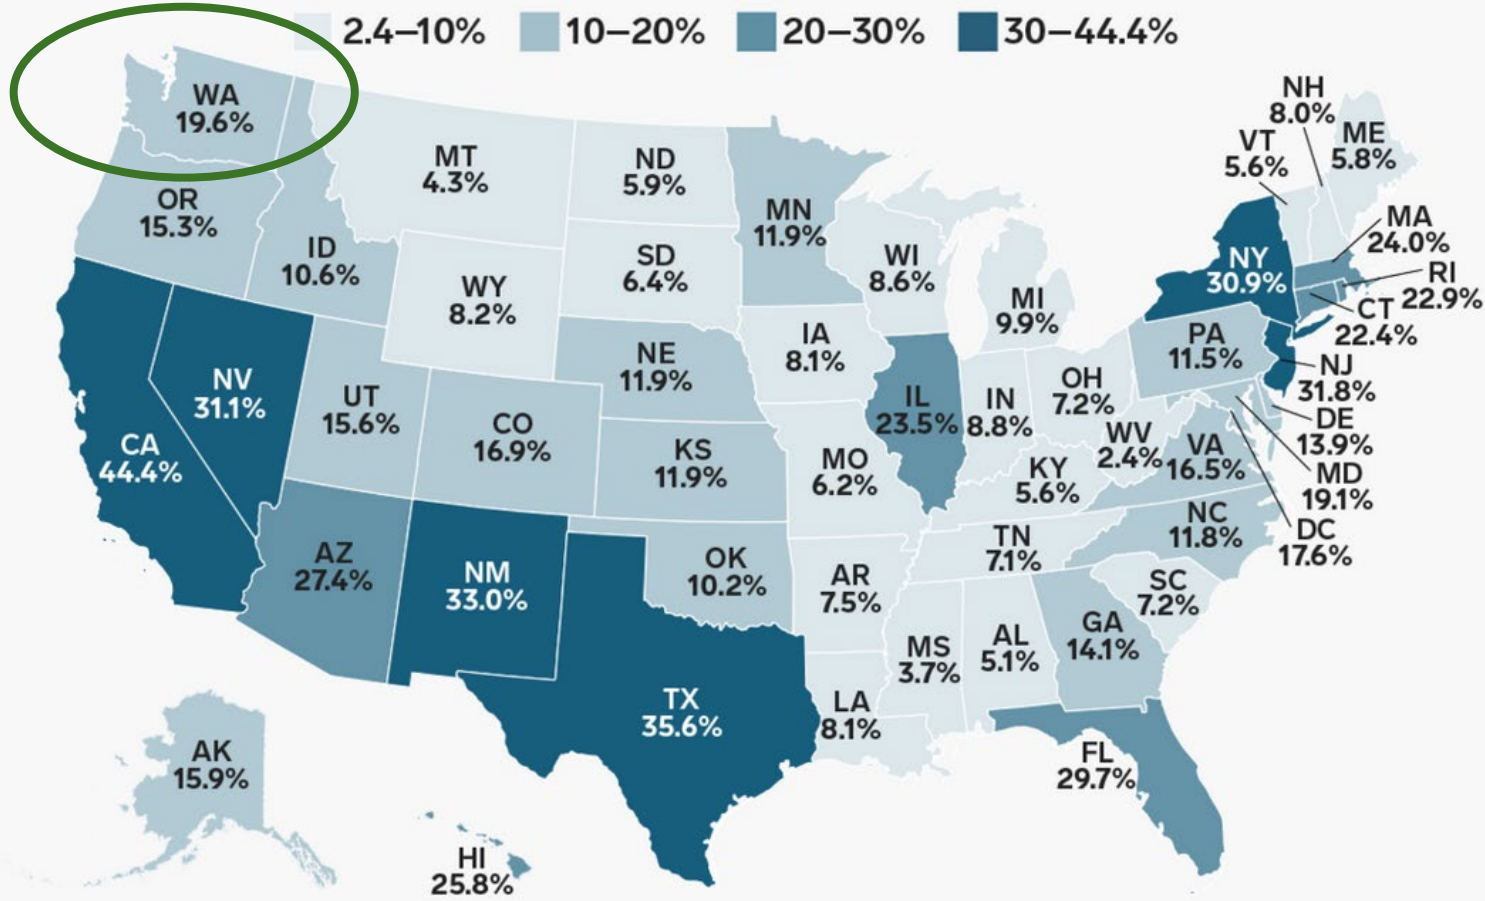 2.4–10%
10–20%
20–30%
30–44.4%
WA
19.6%
OR
15.3%
ID
10.6%
MT
4.3%
ND
5.9%
MN
11.9%
WI
8.6%
MI
9.9%
VT
5.6%
NH
8.0%
ME
5.8%
MA
24.0%
RI
22.9%
CT
22.4%
NY
30.9%
PA
11.5%
NJ
31.8%
DE
13.9%
MD
19.1%
DC
17.6%
WY
8.2%
SD
6.4%
IA
8.1%
NE
11.9%
NV
31.1%
UT
15.6%
CO
16.9%
KS
11.9%
MO
6.2%
IL
23.5%
IN
8.8%
OH
7.2%
WV
2.4%
VA
16.5%
KY
5.6%
CA
44.4%
AZ
27.4%
NM
33.0%
OK
10.2%
AR
7.5%
TN
7.1%
NC
11.8%
SC
7.2%
MS
3.7%
AL
5.1%
GA
14.1%
TX
35.6%
LA
8.1%
FL
29.7%
AK
15.9%
HI
25.8%